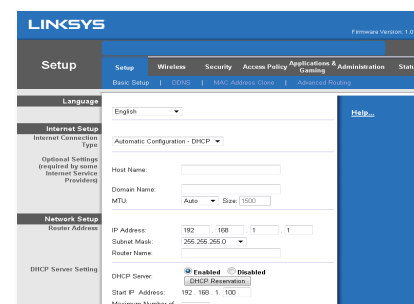 LINKSYS
Firmware Version: 1.0
Setup
Setup Wireless Security Access Policy Applications & Gaming Administration Statu
Basic Setup | DDNS | MAC Address Clone | Advanced Routing
Language
English
Help...
Internet Setup
Internet Connection Type
Automatic Configuration - DHCP
Optional Settings
(required by some
Internet Service
Providers)
Host Name:
Domain Name:
MTU: Auto Size: 1500
Network Setup
Router Address
IP Address: 192 . 168 . 1 . 1
Subnet Mask: 255.255.255.0
Router Name:
DHCP Server Setting
DHCP Server: Enabled Disabled
DHCP Reservation
Start IP Address: 192 . 168 . 1. 100
Maximum Number of